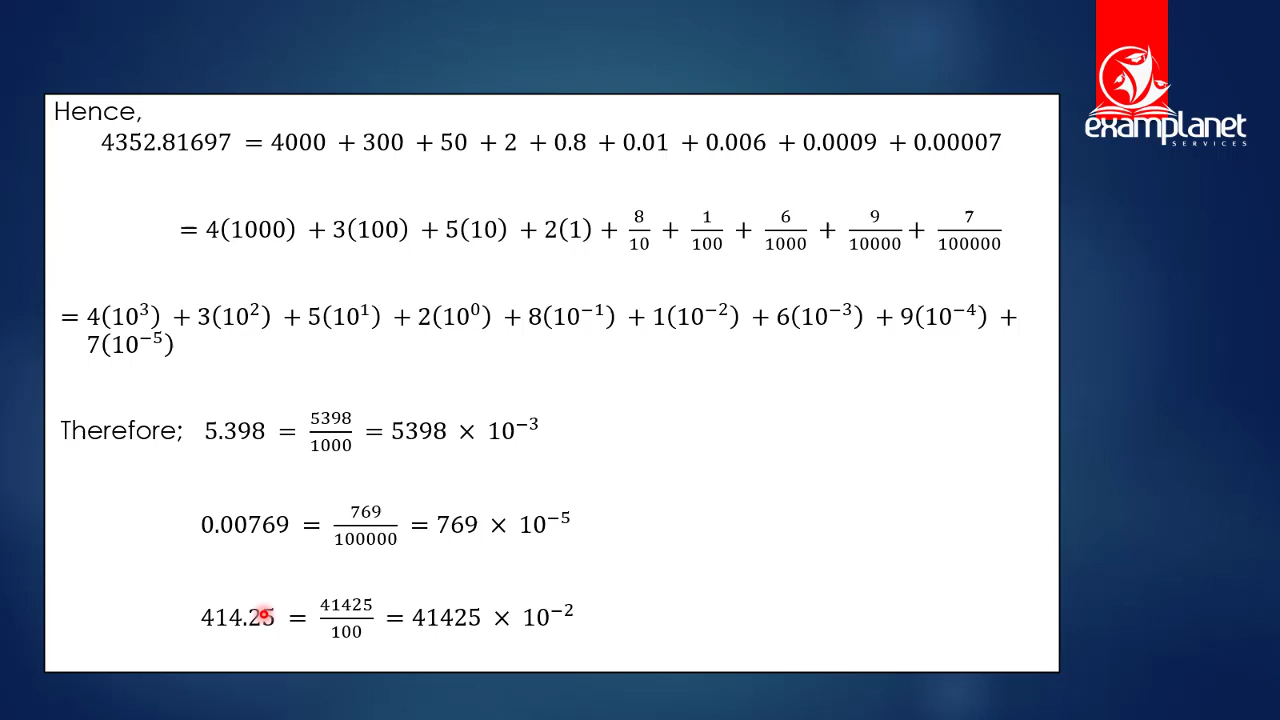 examplanet
SERVICES
Hence,
4352.81697 = 4000 + 300 + 50 + 2 + 0.8 + 0.01 + 0.006 + 0.0009 + 0.00007
= 4(1000) + 3(100) + 5(10) + 2(1) + 8/10 + 1/100 + 6/1000 + 9/10000 + 7/100000
= 4(10³) + 3(10²) + 5(10¹) + 2(10⁰) + 8(10⁻¹) + 1(10⁻²) + 6(10⁻³) + 9(10⁻⁴) +
7(10⁻⁵)
Therefore; 5.398 = 5398/1000 = 5398 × 10⁻³
0.00769 = 769/100000 = 769 × 10⁻⁵
414.25 = 41425/100 = 41425 × 10⁻²